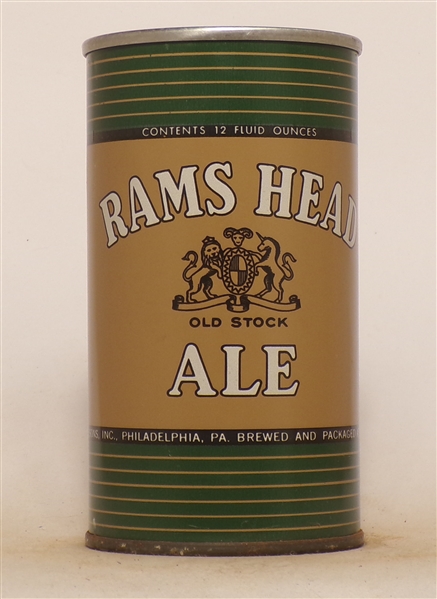 CONTENTS 12 FLUID OUNCES
RAMS HEAD
OLD STOCK
ALE
INC., PHILADELPHIA, PA. BREWED AND PACKAGED